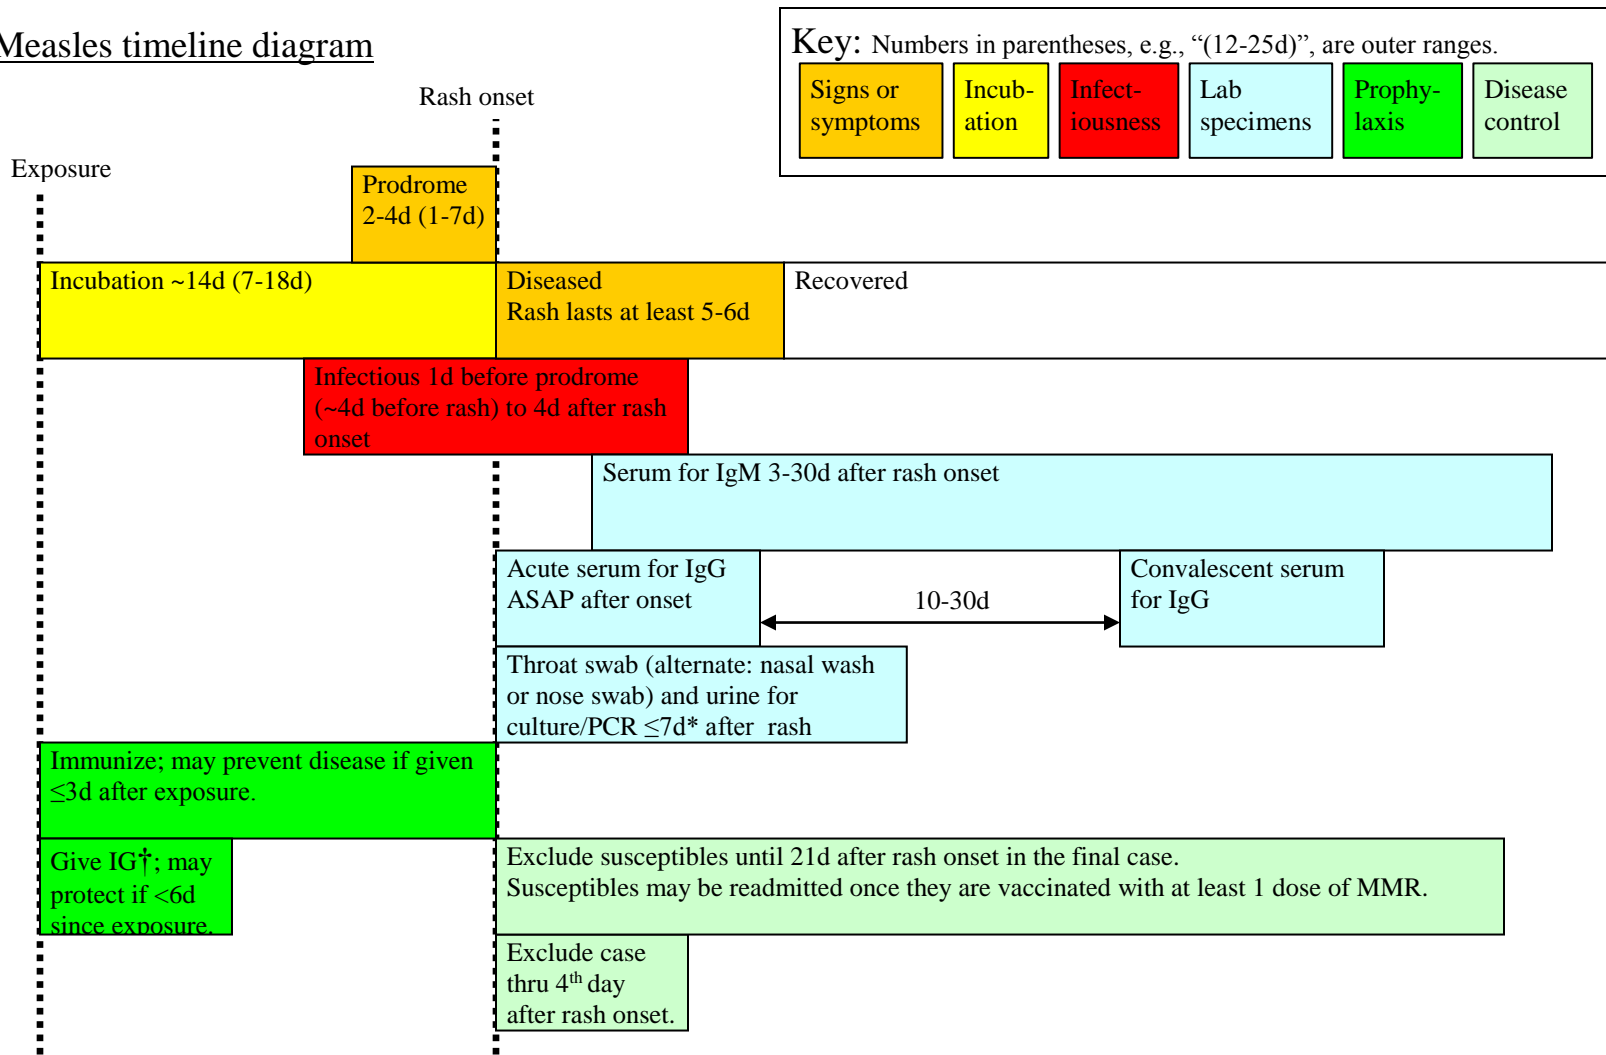 Measles timeline diagram
Key: Numbers in parentheses, e.g., “(12-25d)”, are outer ranges.
Signs or
symptoms
Incub-
ation
Infect-
iousness
Lab
specimens
Prophy-
laxis
Disease
control
Rash onset
Exposure
Prodrome
2-4d (1-7d)
Incubation ~14d (7-18d)
Diseased
Rash lasts at least 5-6d
Recovered
Infectious 1d before prodrome
(~4d before rash) to 4d after rash
onset
Serum for IgM 3-30d after rash onset
Acute serum for IgG
ASAP after onset
10-30d
Convalescent serum
for IgG
Throat swab (alternate: nasal wash
or nose swab) and urine for
culture/PCR ≤7d* after rash
Immunize; may prevent disease if given
≤3d after exposure.
Give IG†; may
protect if <6d
since exposure.
Exclude susceptibles until 21d after rash onset in the final case.
Susceptibles may be readmitted once they are vaccinated with at least 1 dose of MMR.
Exclude case
thru 4th day
after rash onset.